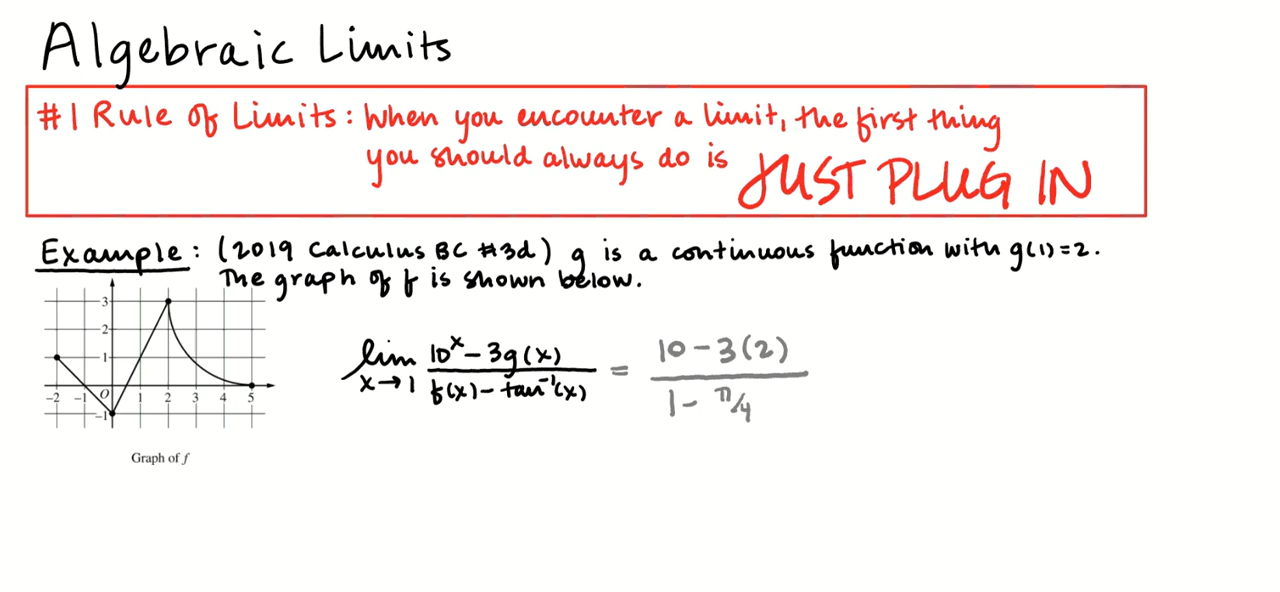 Algebraic Limits
#1 Rule of Limits: When you encounter a limit, the first thing
you should always do is JUST PLUG IN
Example: (2019 Calculus BC #3d) g is a continuous function with g(1)=2.
The graph of f is shown below.
3
2
1
O
-2 -1 1 2 3 4 5
-1
Graph of f
lim x→1 (10^x - 3g(x))/(f(x) - tan^-1(x)) = (10 - 3(2))/(1 - π/4)